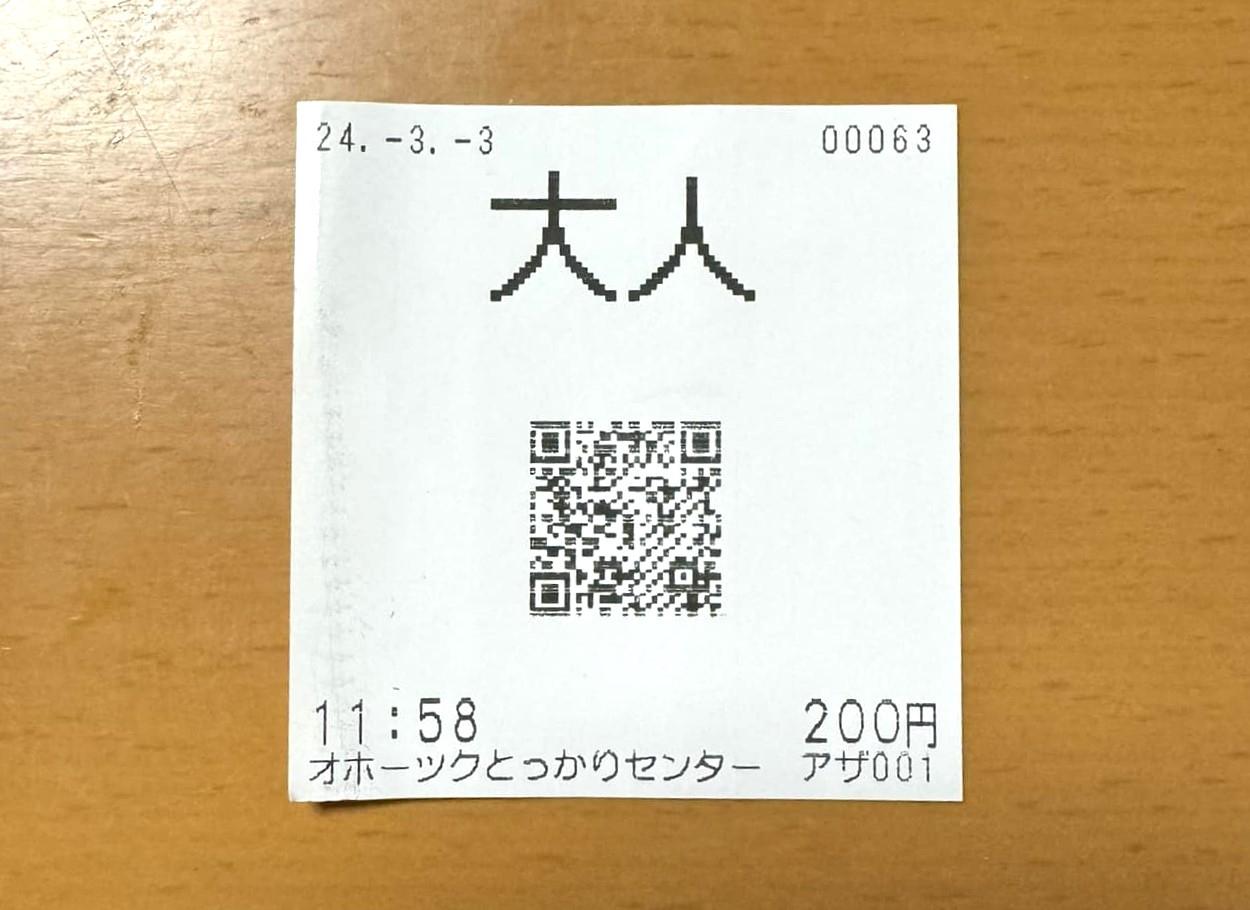 24.-3.-3 00063
大人
11:58 200円
オホーツクとっかりセンター アザ001